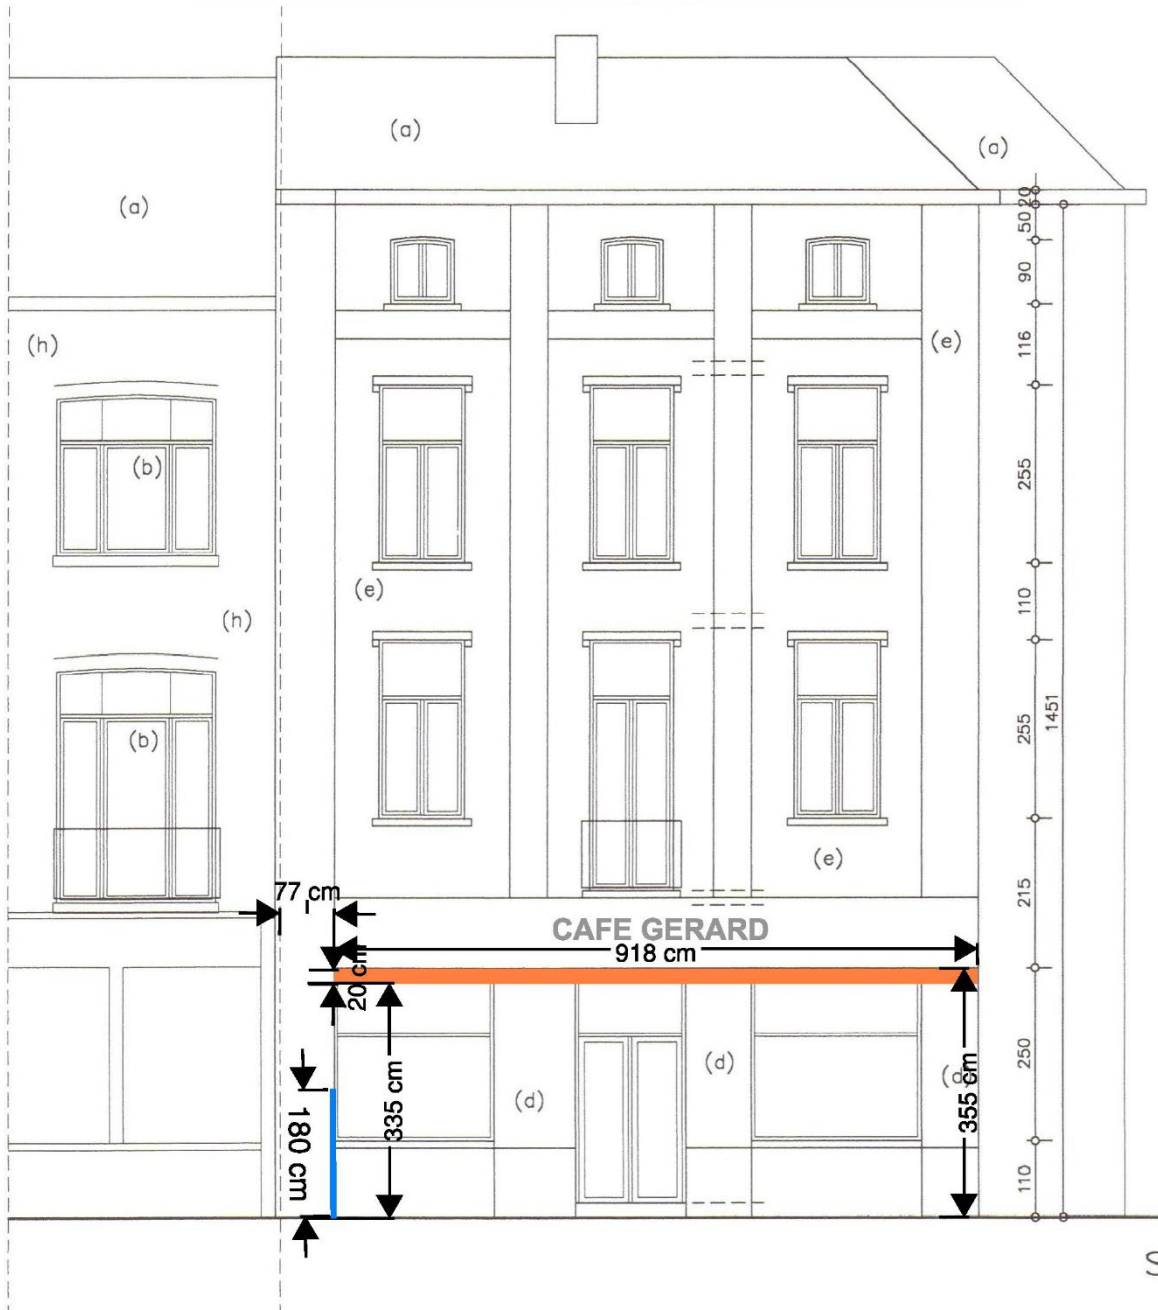 (a)
(a)
(a)
20
50
90
(h)
(e)
116
(b)
255
(e)
110
(h)
(b)
255
1451
(e)
77 cm
215
CAFE GERARD
918 cm
20 cm
335 cm
(d)
(d)
(d)
355 cm
250
180 cm
110
S